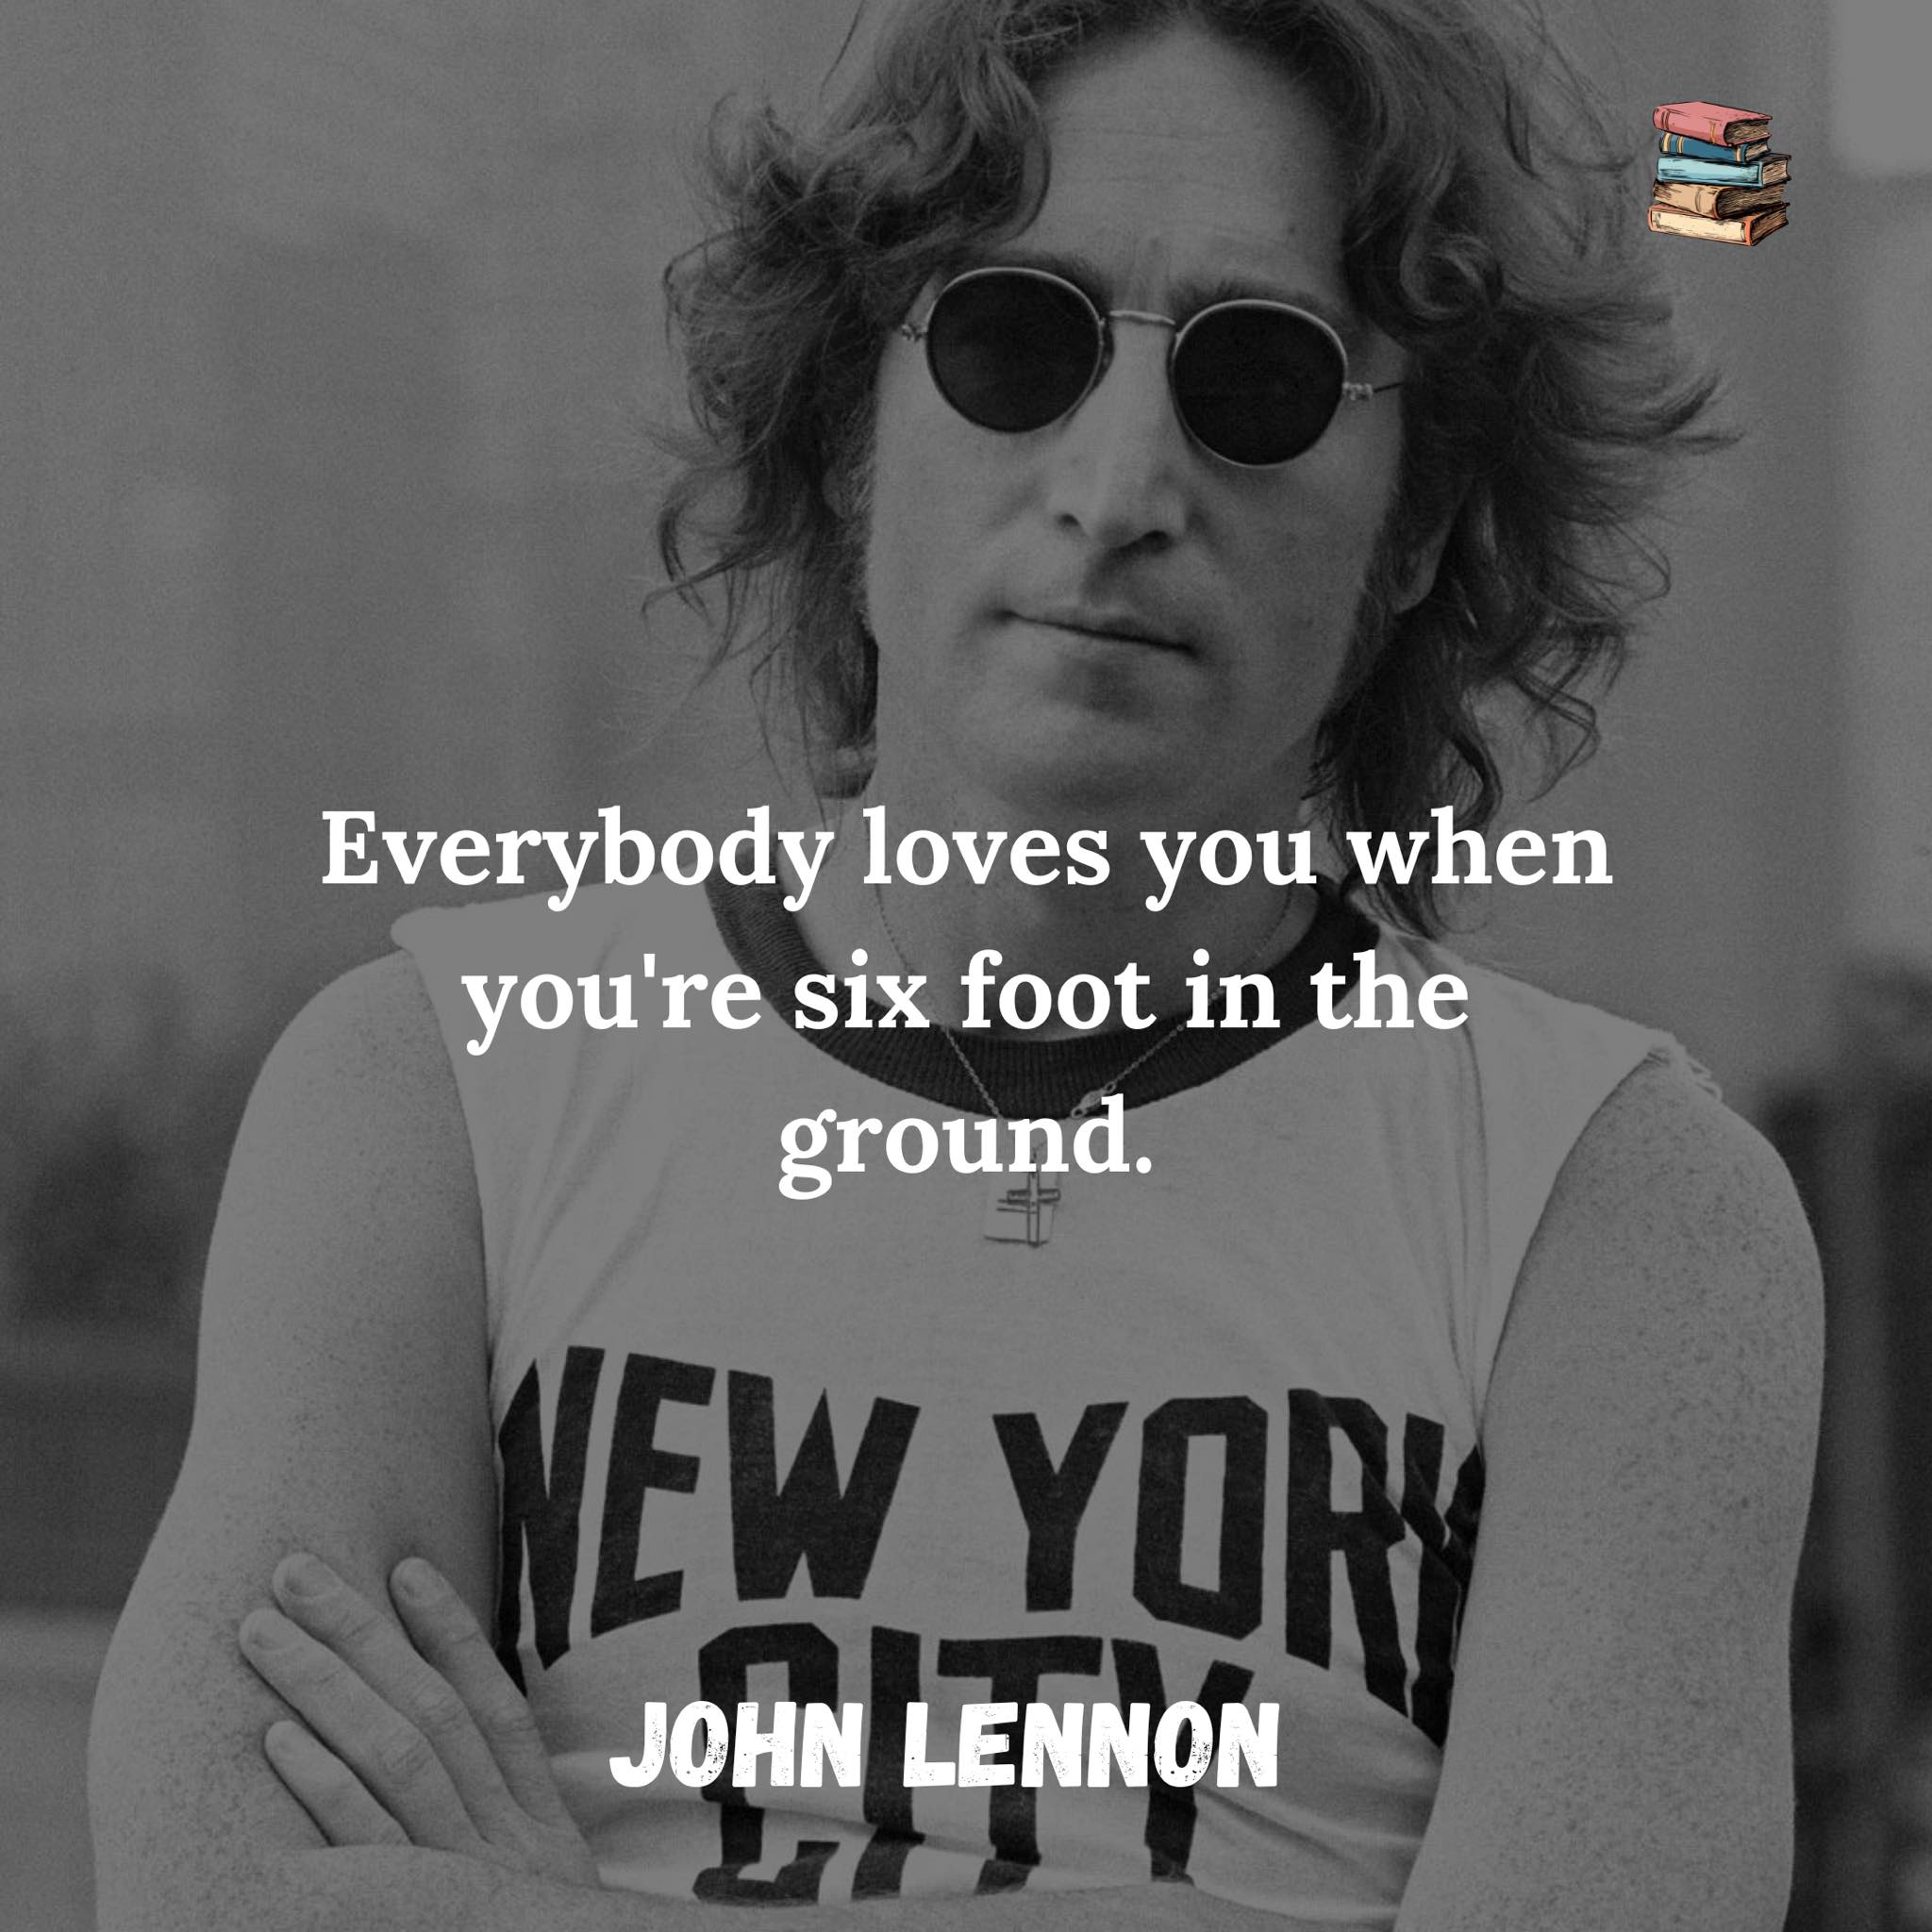 Everybody loves you when
you're six foot in the
ground.
NEW YORK
CITY
JOHN LENNON